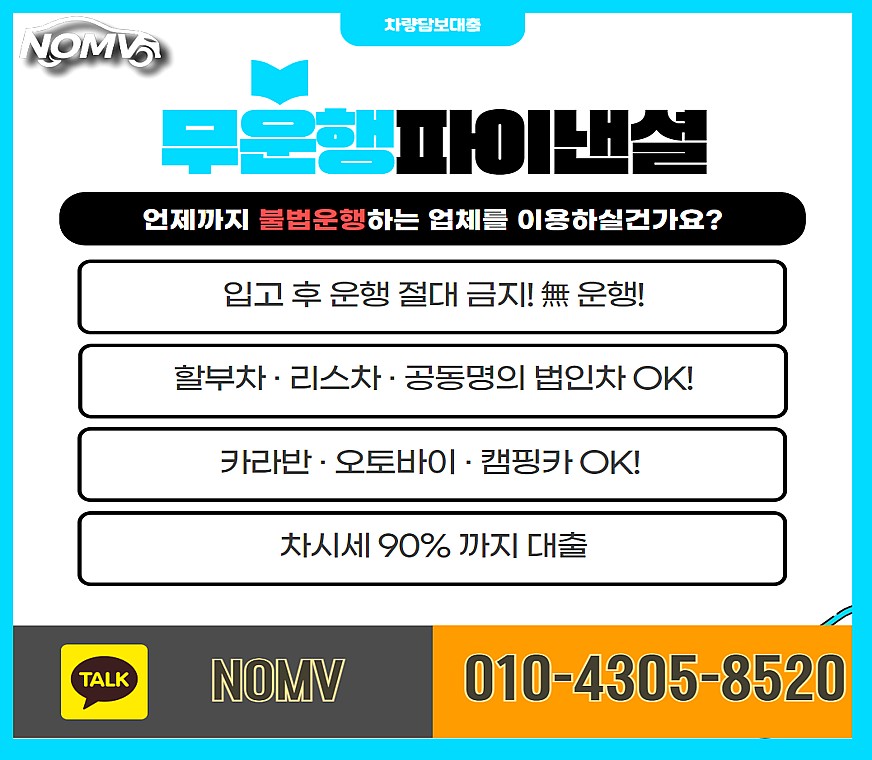 차량담보대출
NOMV
무운행파이낸셜
언제까지 불법운행하는 업체를 이용하실건가요?
입고 후 운행 절대 금지! 無 운행!
할부차 · 리스차 · 공동명의 법인차 OK!
카라반 · 오토바이 · 캠핑카 OK!
차시세 90% 까지 대출
TALK
NOMV
010-4305-8520